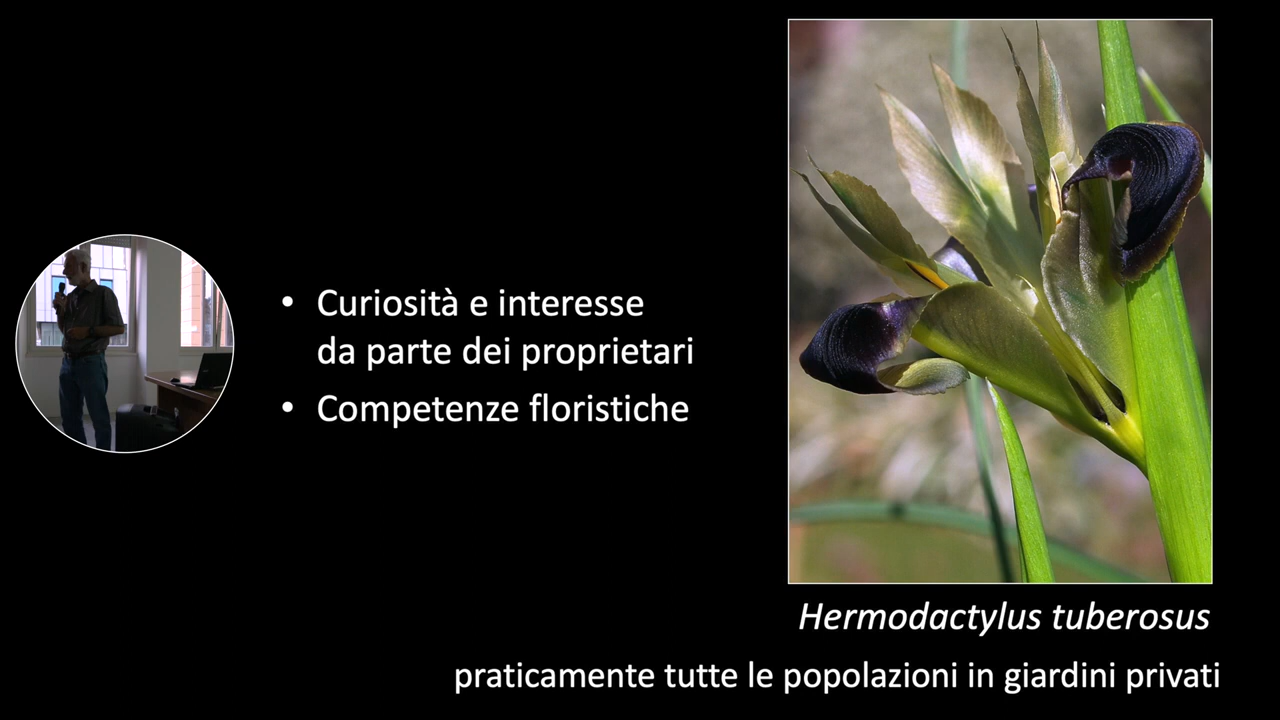 • Curiosità e interesse
da parte dei proprietari
• Competenze floristiche
Hermodactylus tuberosus
praticamente tutte le popolazioni in giardini privati